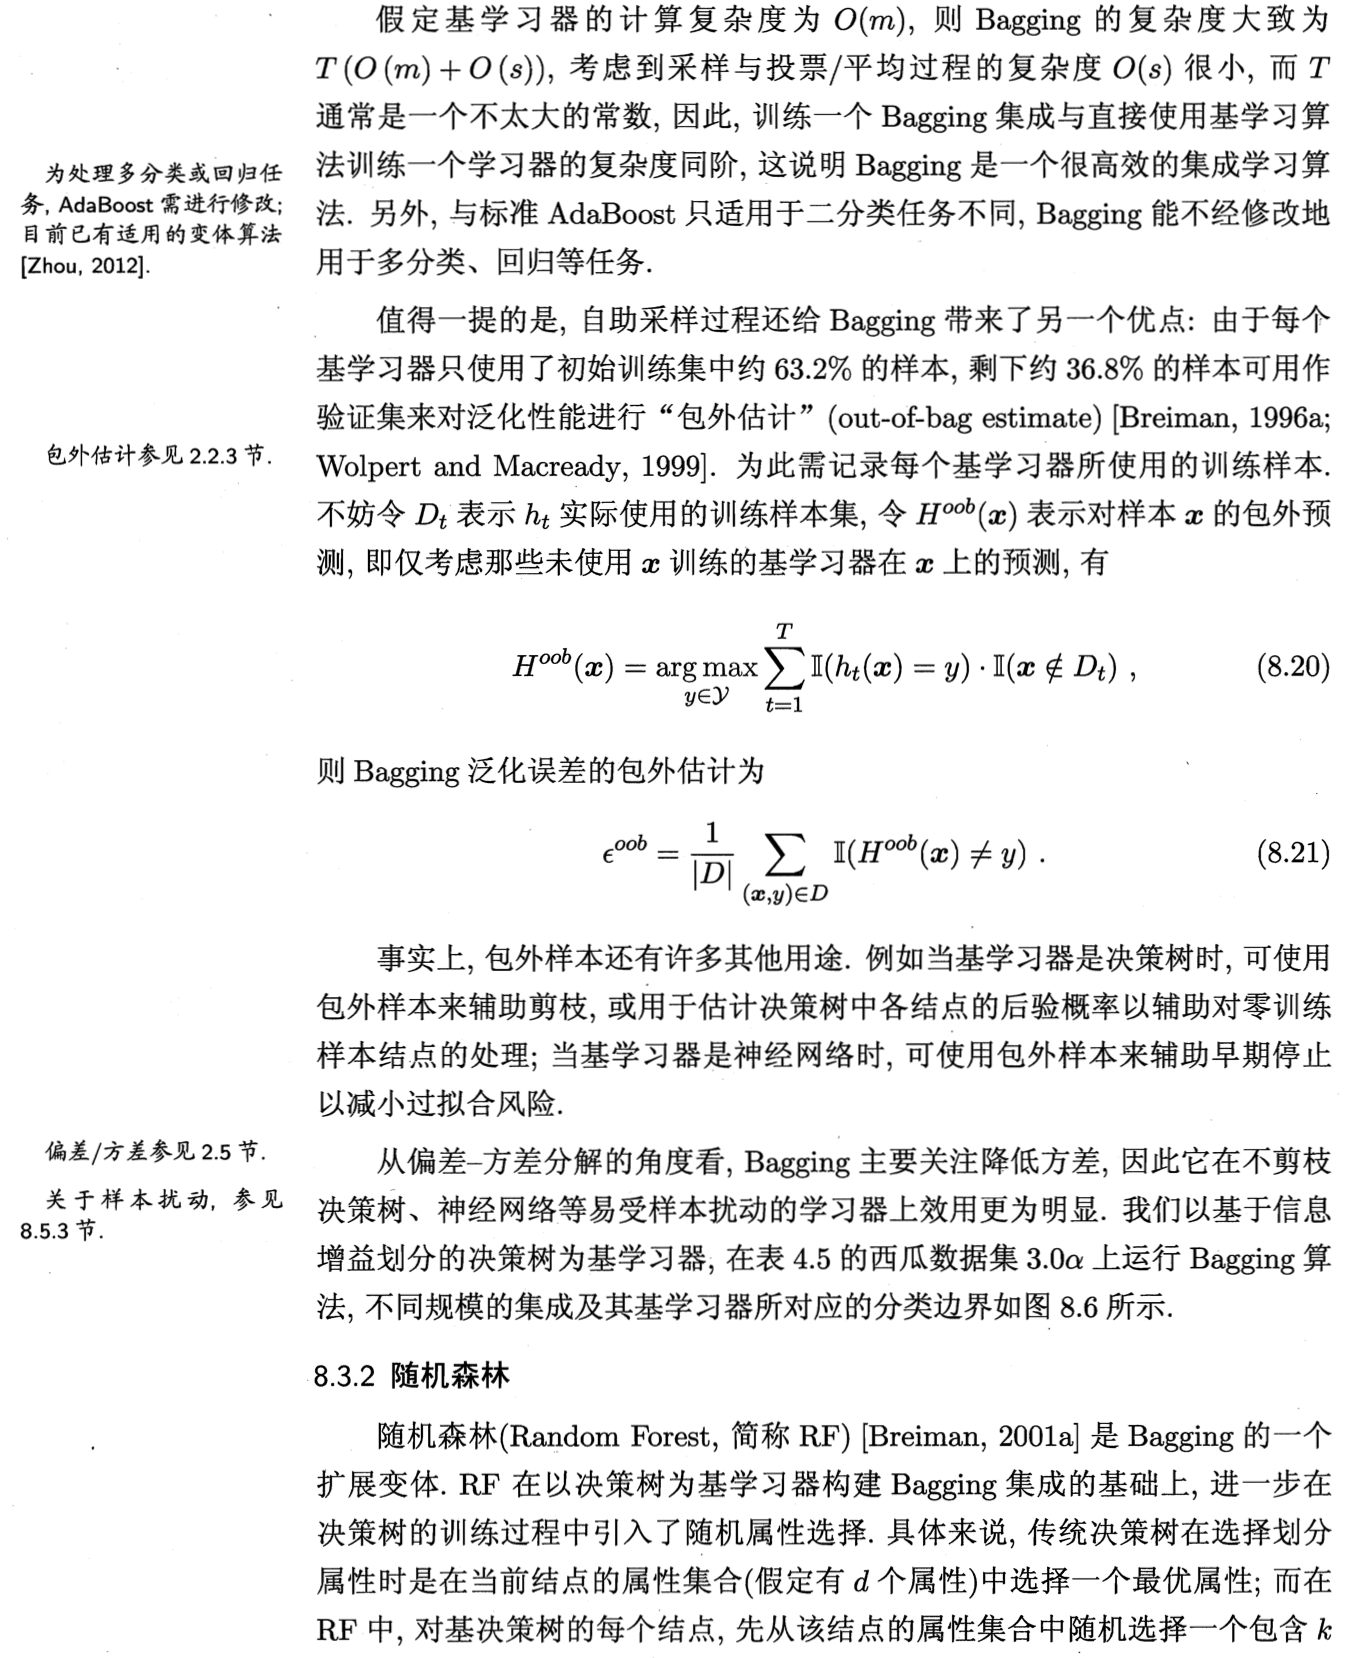 假定基学习器的计算复杂度为 O(m), 则 Bagging 的复杂度大致为
T(O(m)+O(s)), 考虑到采样与投票/平均过程的复杂度 O(s) 很小, 而 T
通常是一个不太大的常数, 因此, 训练一个 Bagging 集成与直接使用基学习算
法训练一个学习器的复杂度同阶, 这说明 Bagging 是一个很高效的集成学习算
法. 另外, 与标准 AdaBoost 只适用于二分类任务不同, Bagging 能不经修改地
用于多分类、回归等任务.
为处理多分类或回归任
务, AdaBoost 需进行修改;
目前已有适用的变体算法
[Zhou, 2012].
值得一提的是, 自助采样过程还给 Bagging 带来了另一个优点: 由于每个
基学习器只使用了初始训练集中约 63.2% 的样本, 剩下约 36.8% 的样本可用作
验证集来对泛化性能进行“包外估计”(out-of-bag estimate) [Breiman, 1996a;
Wolpert and Macready, 1999]. 为此需记录每个基学习器所使用的训练样本.
不妨令 D_t 表示 h_t 实际使用的训练样本集, 令 H^{oob}(x) 表示对样本 x 的包外预
测, 即仅考虑那些未使用 x 训练的基学习器在 x 上的预测, 有
包外估计参见 2.2.3 节.
H^{oob}(x) = arg max_{y∈𝒴} ∑_{t=1}^{T} 𝕀(h_t(x) = y) · 𝕀(x ∉ D_t) , (8.20)
则 Bagging 泛化误差的包外估计为
ϵ^{oob} = \frac{1}{|D|} ∑_{(x,y)∈D} 𝕀(H^{oob}(x) ≠ y) . (8.21)
事实上, 包外样本还有许多其他用途. 例如当基学习器是决策树时, 可使用
包外样本来辅助剪枝, 或用于估计决策树中各结点的后验概率以辅助对零训练
样本结点的处理; 当基学习器是神经网络时, 可使用包外样本来辅助早期停止
以减小过拟合风险.
偏差/方差参见 2.5 节.
关于样本扰动, 参见
8.5.3 节.
从偏差–方差分解的角度看, Bagging 主要关注降低方差, 因此它在不剪枝
决策树、神经网络等易受样本扰动的学习器上效用更为明显. 我们以基于信息
增益划分的决策树为基学习器, 在表 4.5 的西瓜数据集 3.0α 上运行 Bagging 算
法, 不同规模的集成及其基学习器所对应的分类边界如图 8.6 所示.
8.3.2 随机森林
随机森林(Random Forest, 简称 RF) [Breiman, 2001a] 是 Bagging 的一个
扩展变体. RF 在以决策树为基学习器构建 Bagging 集成的基础上, 进一步在
决策树的训练过程中引入了随机属性选择. 具体来说, 传统决策树在选择划分
属性时是在当前结点的属性集合(假定有 d 个属性)中选择一个最优属性; 而在
RF 中, 对基决策树的每个结点, 先从该结点的属性集合中随机选择一个包含 k